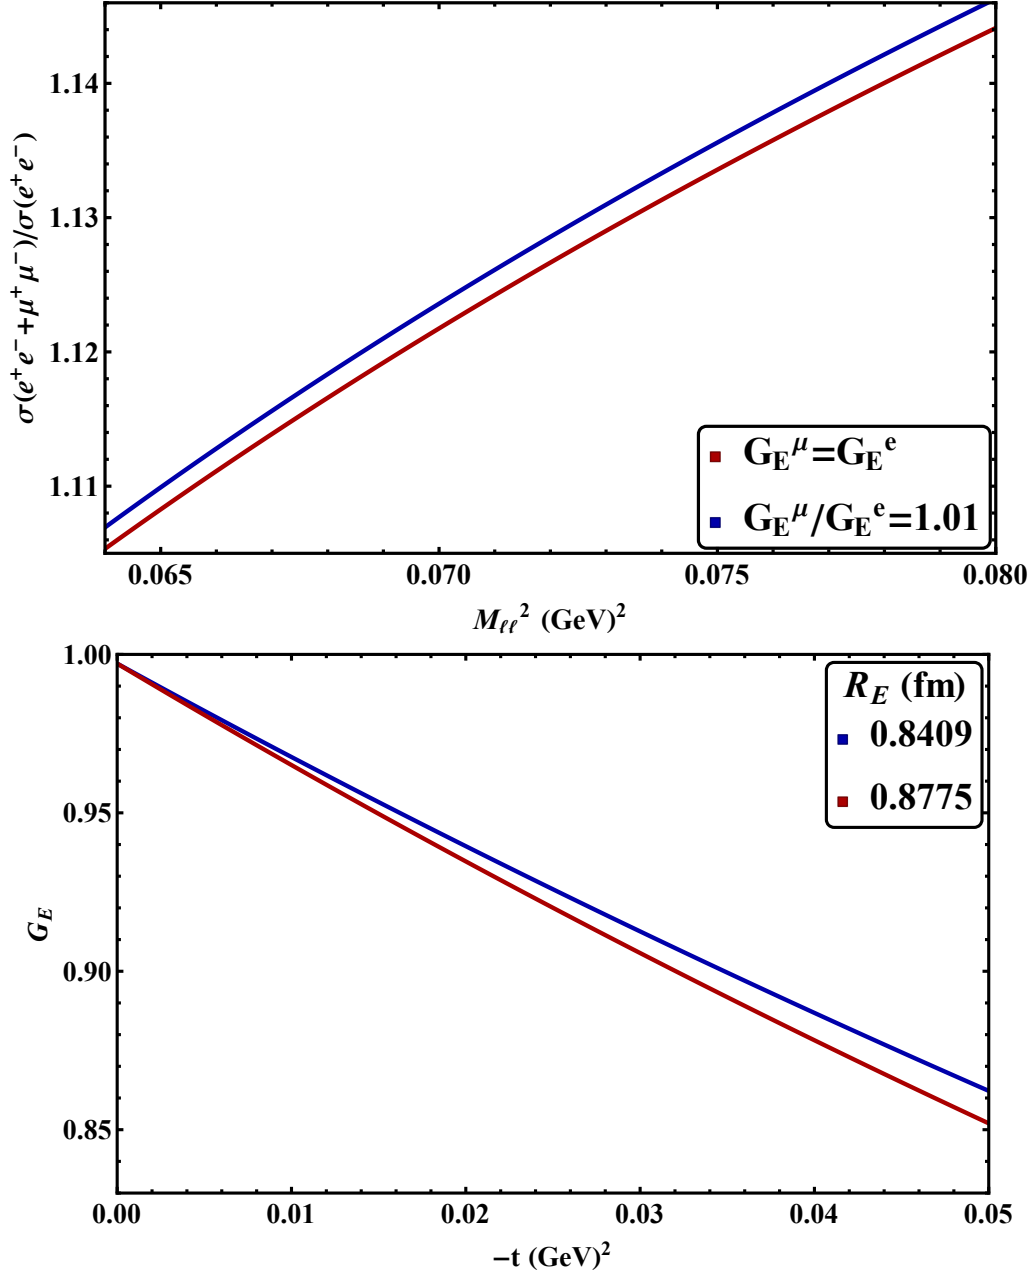 σ(e⁺e⁻+μ⁺μ⁻)/σ(e⁺e⁻)
1.14
1.13
1.12
1.11
G_E^μ=G_E^e
G_E^μ/G_E^e=1.01
0.065
0.070
0.075
0.080
M_ℓℓ² (GeV)²
G_E
1.00
0.95
0.90
0.85
R_E (fm)
0.8409
0.8775
0.00
0.01
0.02
0.03
0.04
0.05
−t (GeV)²